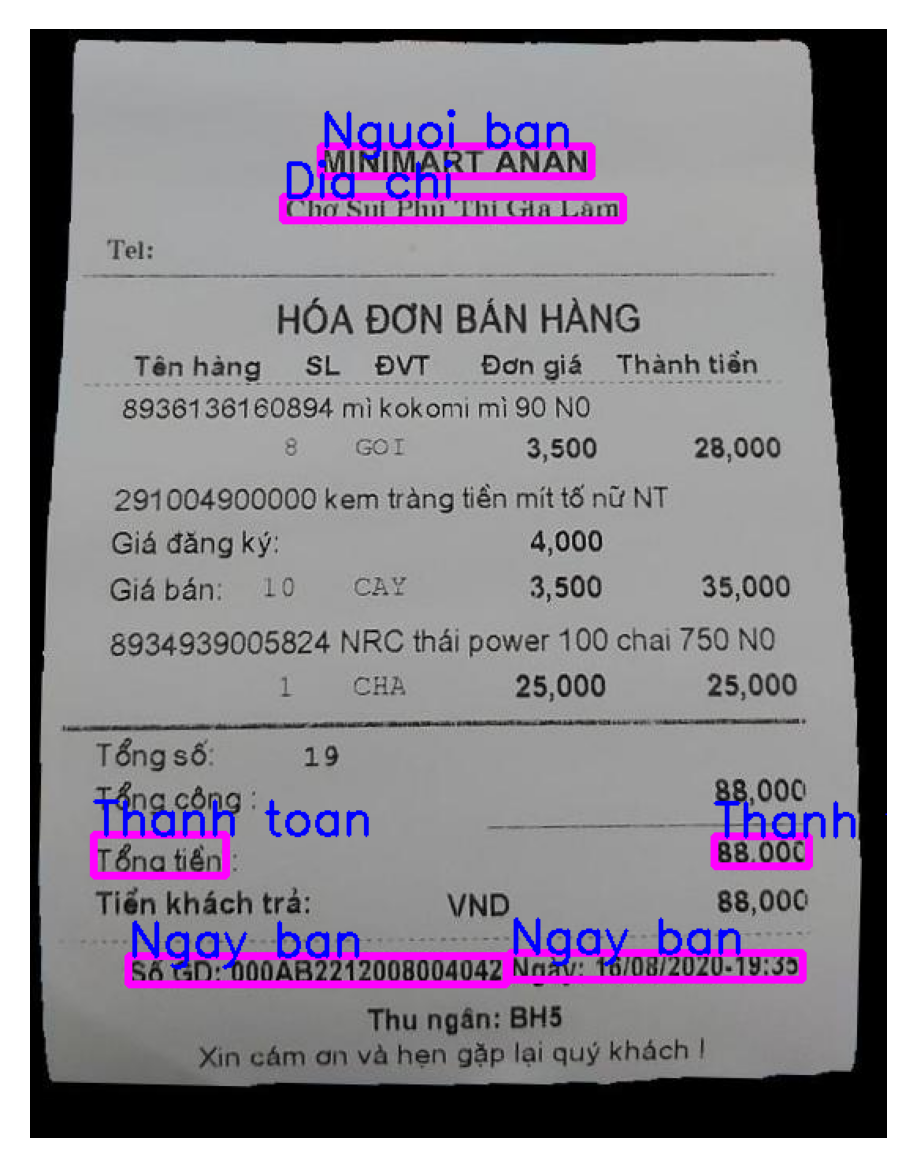 Nguoi ban
MINIMART ANAN
Dia chi
Chợ Sủi Phú Thị Gia Lâm
Tel:
HÓA ĐƠN BÁN HÀNG
Tên hàng SL ĐVT Đơn giá Thành tiền
8936136160894 mì kokomi mì 90 N0
8 GOI 3,500 28,000
291004900000 kem tràng tiền mít tố nữ NT
Giá đăng ký: 4,000
Giá bán: 10 CAY 3,500 35,000
8934939005824 NRC thái power 100 chai 750 N0
1 CHA 25,000 25,000
Tổng số: 19
Tổng cộng : 88,000
Thanh toan Thanh
Tổng tiền : 88.000
Tiền khách trả: VND 88,000
Ngay ban Ngay ban
Số GD: 000AB2212008004042 Ngày: 16/08/2020-19:35
Thu ngân: BH5
Xin cám ơn và hẹn gặp lại quý khách !